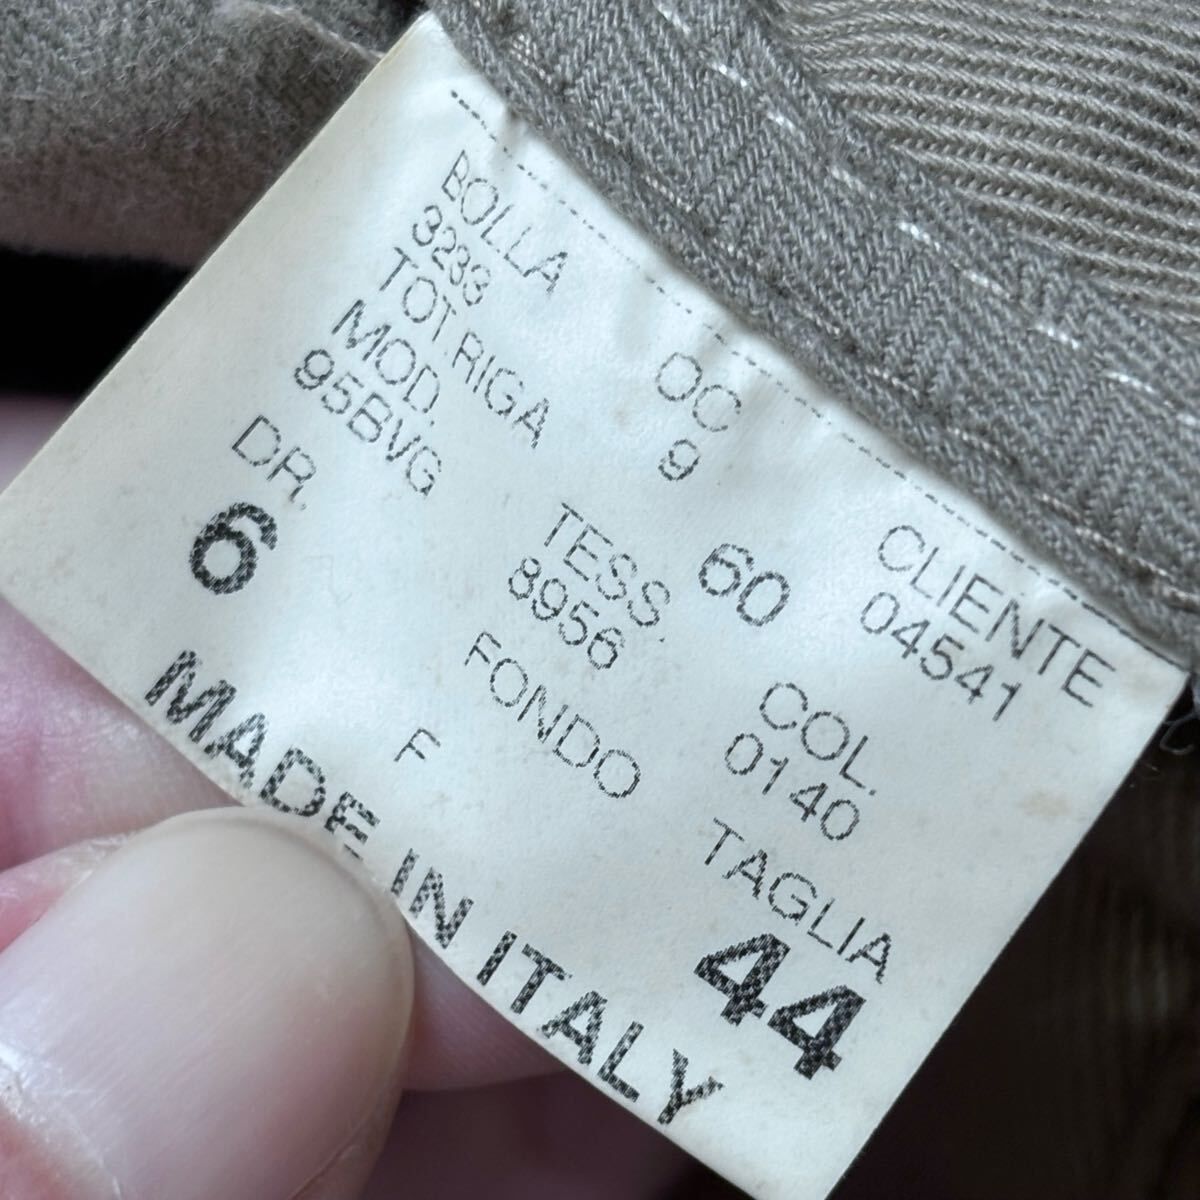 BOLLA OC CLIENTE
3233 9 04541
TOT.RIGA 60
MOD. TESS. COL.
95BVG 8956 0140
DR. FONDO TAGLIA
6 F 44
MADE IN ITALY